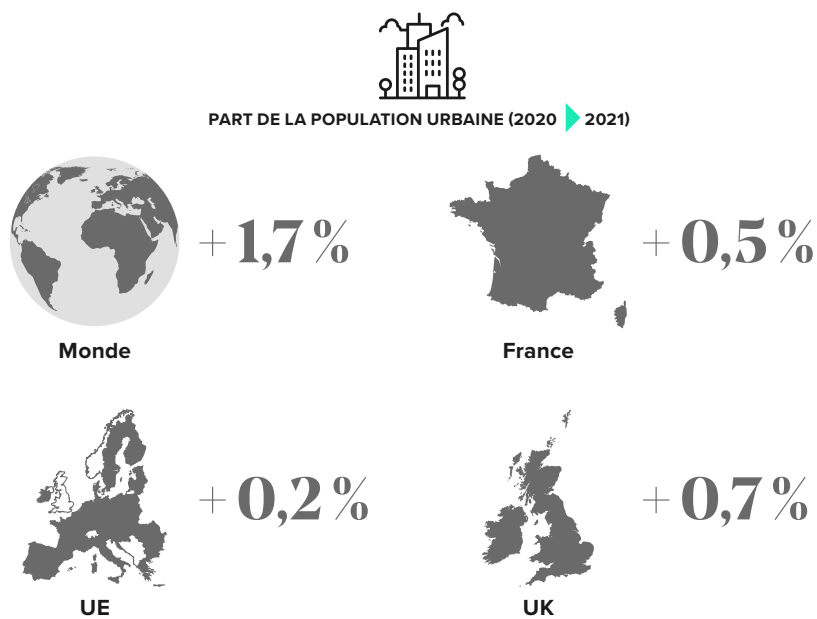 PART DE LA POPULATION URBAINE (2020 2021)
+ 1,7 %
+ 0,5 %
Monde
France
+ 0,2 %
+ 0,7 %
UE
UK